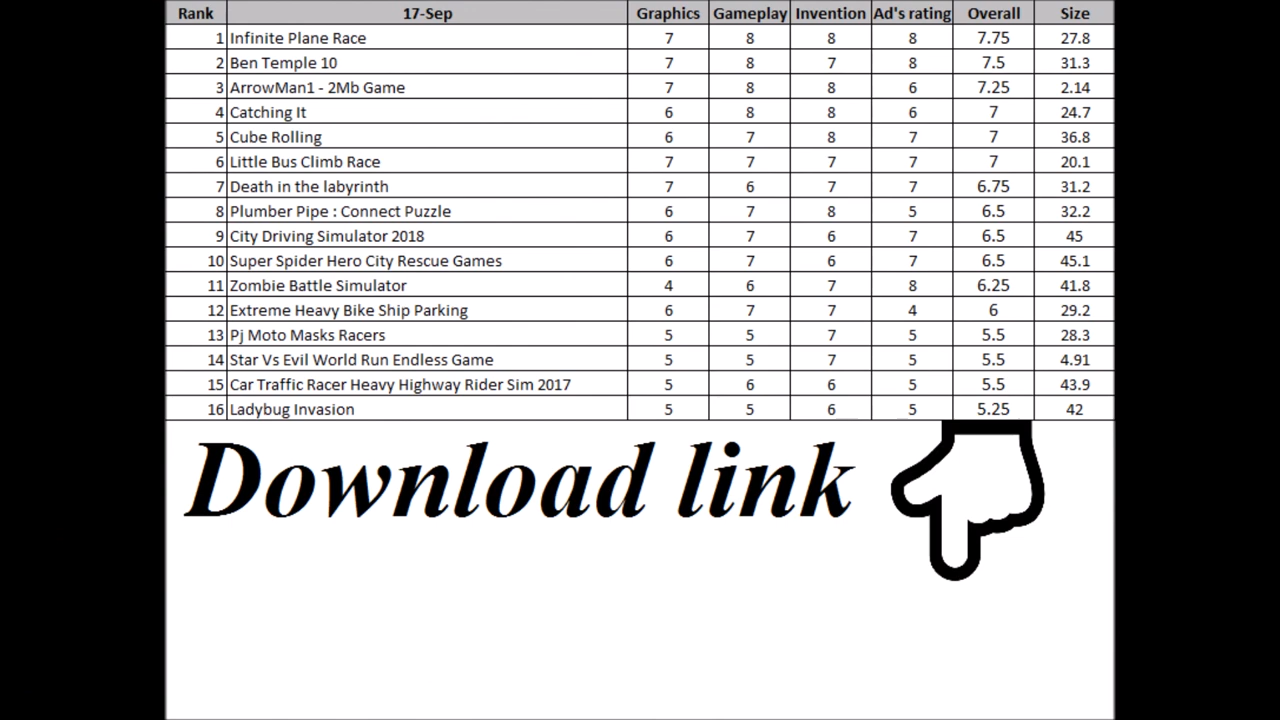 Rank 17-Sep Graphics Gameplay Invention Ad's rating Overall Size
1 Infinite Plane Race 7 8 8 8 7.75 27.8
2 Ben Temple 10 7 8 7 8 7.5 31.3
3 ArrowMan1 - 2Mb Game 7 8 8 6 7.25 2.14
4 Catching It 6 8 8 6 7 24.7
5 Cube Rolling 6 7 8 7 7 36.8
6 Little Bus Climb Race 7 7 7 7 7 20.1
7 Death in the labyrinth 7 6 7 7 6.75 31.2
8 Plumber Pipe : Connect Puzzle 6 7 8 5 6.5 32.2
9 City Driving Simulator 2018 6 7 6 7 6.5 45
10 Super Spider Hero City Rescue Games 6 7 6 7 6.5 45.1
11 Zombie Battle Simulator 4 6 7 8 6.25 41.8
12 Extreme Heavy Bike Ship Parking 6 7 7 4 6 29.2
13 Pj Moto Masks Racers 5 5 7 5 5.5 28.3
14 Star Vs Evil World Run Endless Game 5 5 7 5 5.5 4.91
15 Car Traffic Racer Heavy Highway Rider Sim 2017 5 6 6 5 5.5 43.9
16 Ladybug Invasion 5 5 6 5 5.25 42
Download link